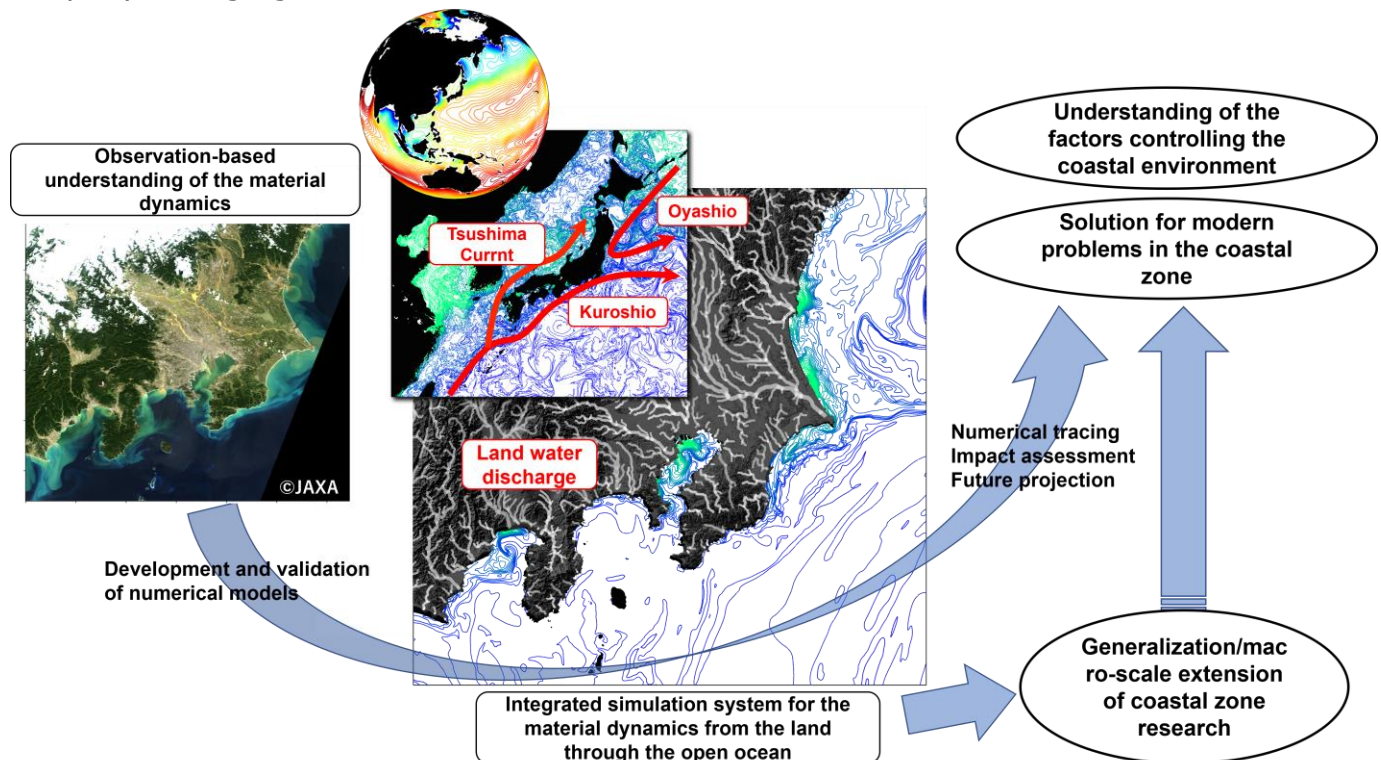 Observation-based
understanding of the material
dynamics
©JAXA
Development and validation
of numerical models
Tsushima
Currnt
Oyashio
Kuroshio
Land water
discharge
Integrated simulation system for the
material dynamics from the land
through the open ocean
Understanding of the
factors controlling the
coastal environment
Solution for modern
problems in the coastal
zone
Numerical tracing
Impact assessment
Future projection
Generalization/mac
ro-scale extension
of coastal zone
research